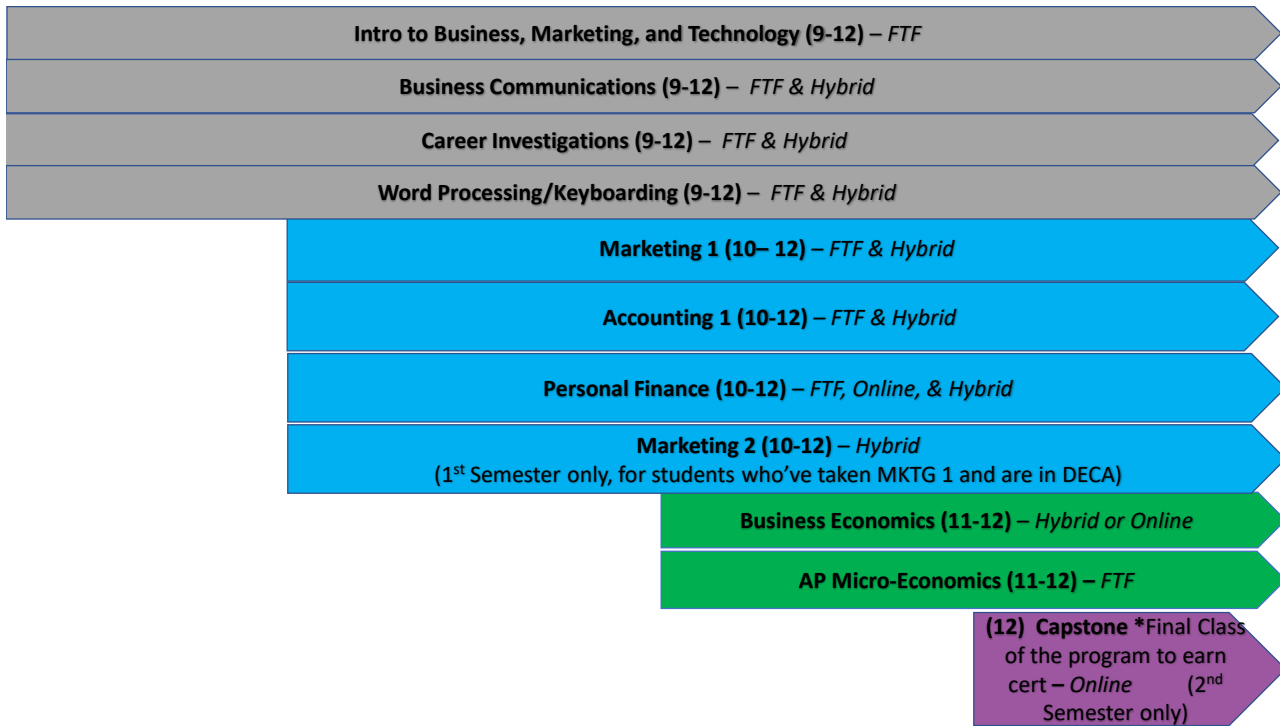 Intro to Business, Marketing, and Technology (9-12) – FTF
Business Communications (9-12) – FTF & Hybrid
Career Investigations (9-12) – FTF & Hybrid
Word Processing/Keyboarding (9-12) – FTF & Hybrid
Marketing 1 (10– 12) – FTF & Hybrid
Accounting 1 (10-12) – FTF & Hybrid
Personal Finance (10-12) – FTF, Online, & Hybrid
Marketing 2 (10-12) – Hybrid
(1st Semester only, for students who’ve taken MKTG 1 and are in DECA)
Business Economics (11-12) – Hybrid or Online
AP Micro-Economics (11-12) – FTF
(12) Capstone *Final Class
of the program to earn
cert – Online (2nd
Semester only)